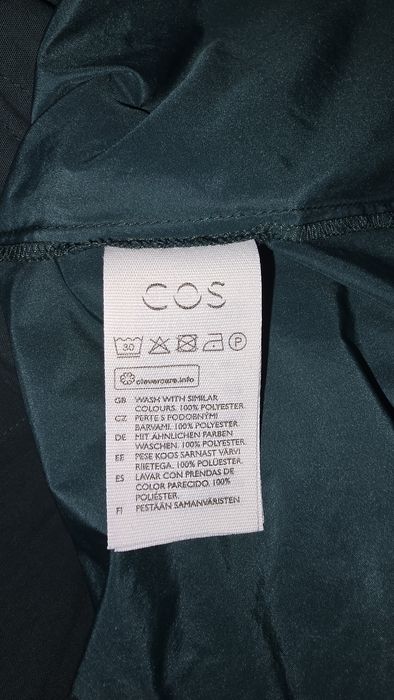 COS
30
P
clevercare.info
GB WASH WITH SIMILAR
COLOURS. 100% POLYESTER
CZ PERTE S PODOBNÝMI
BARVAMI. 100% POLYESTER
DE MIT ÄHNLICHEN FARBEN
WASCHEN. 100% POLYESTER
EE PESE KOOS SARNAST VÄRVI
RIIETEGA. 100% POLÜESTER
ES LAVAR CON PRENDAS DE
COLOR PARECIDO. 100%
POLIÉSTER.
FI PESTÄÄN SAMANVÄRISTEN